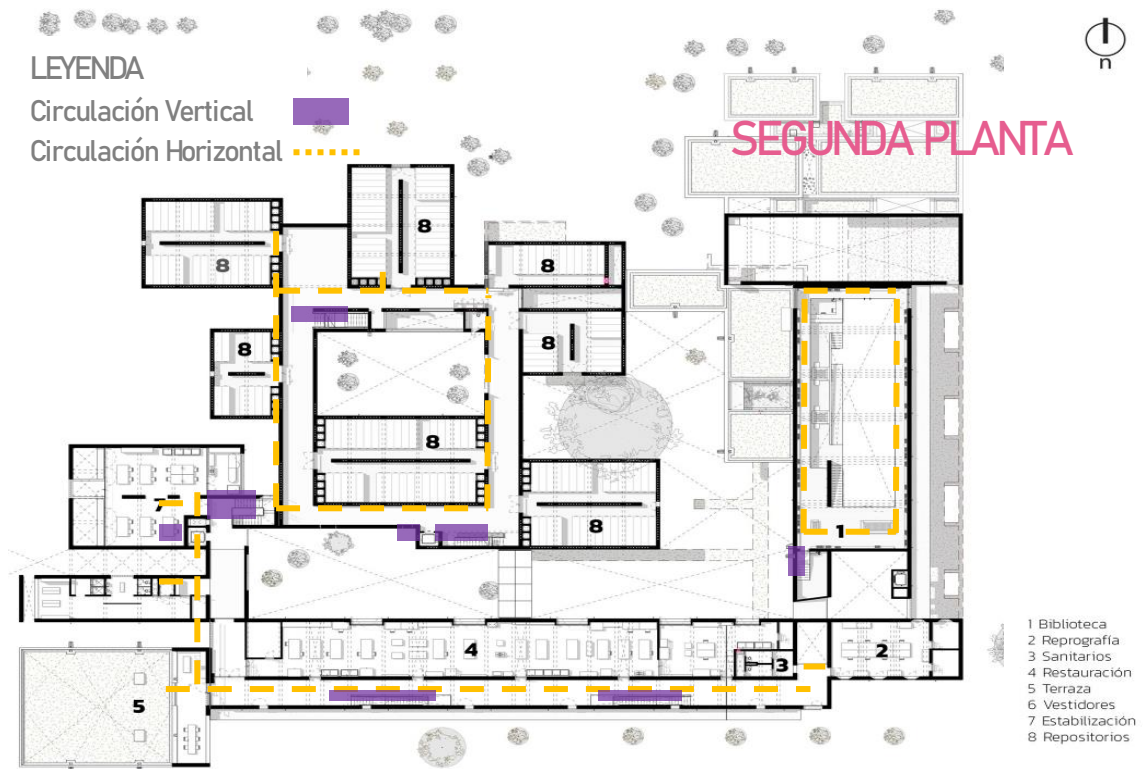 n
LEYENDA
Circulación Vertical
Circulación Horizontal
SEGUNDA PLANTA
8
8
8
8
8
8
8
7
1
4
3
2
5
1 Biblioteca
2 Reprografía
3 Sanitarios
4 Restauración
5 Terraza
6 Vestidores
7 Estabilización
8 Repositorios